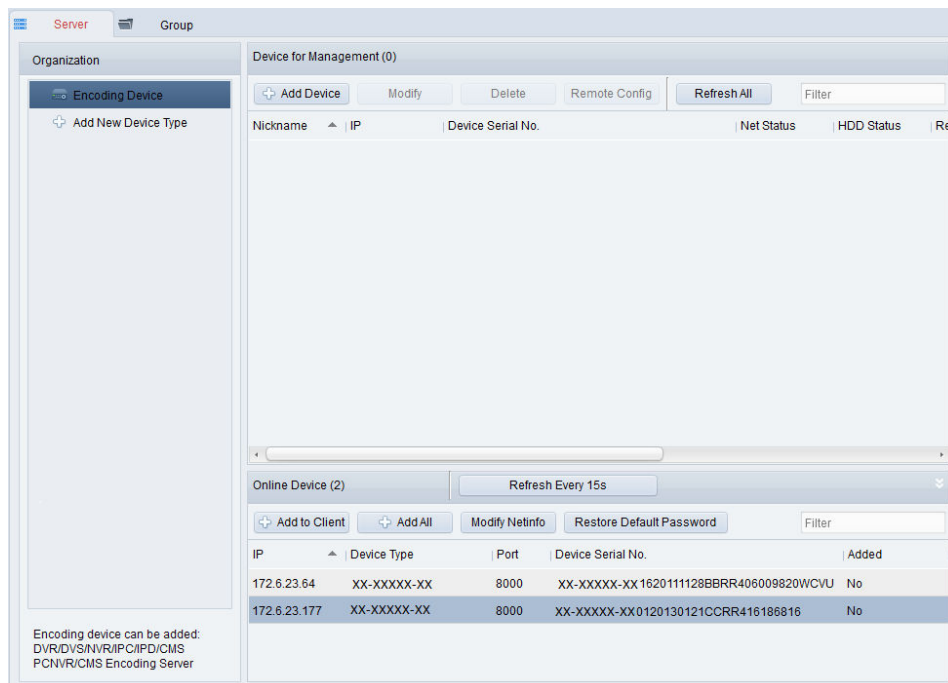 Server Group
Organization
Encoding Device
Add New Device Type
Encoding device can be added:
DVR/DVS/NVR/IPC/IPD/CMS
PCNVR/CMS Encoding Server
Device for Management (0)
Add Device Modify Delete Remote Config Refresh All Filter
Nickname IP Device Serial No. Net Status HDD Status Re
Online Device (2) Refresh Every 15s
Add to Client Add All Modify Netinfo Restore Default Password Filter
IP Device Type Port Device Serial No. Added
172.6.23.64 XX-XXXXX-XX 8000 XX-XXXXX-XX1620111128BBRR406009820WCVU No
172.6.23.177 XX-XXXXX-XX 8000 XX-XXXXX-XX0120130121CCRR416186816 No